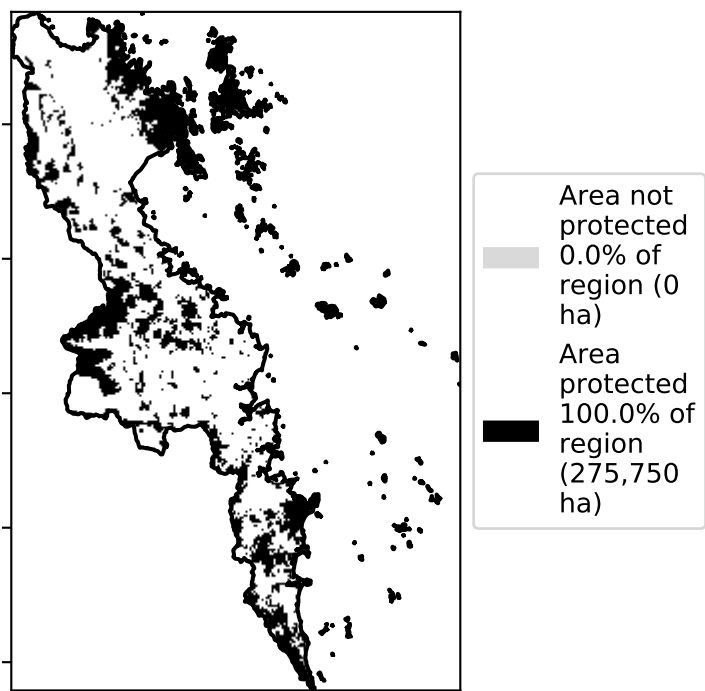 Area not
protected
0.0% of
region (0
ha)
Area
protected
100.0% of
region
(275,750
ha)